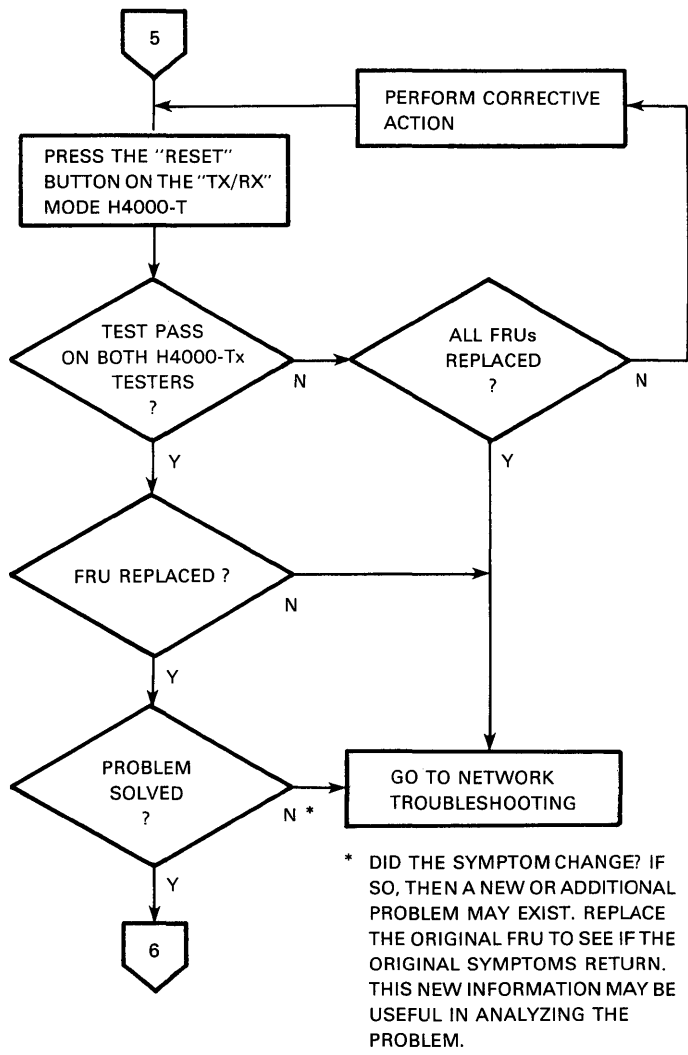 5
PERFORM CORRECTIVE
ACTION
PRESS THE "RESET"
BUTTON ON THE "TX/RX"
MODE H4000-T
TEST PASS
ON BOTH H4000-Tx
TESTERS
?
N
Y
ALL FRUs
REPLACED
?
N
Y
FRU REPLACED ?
N
Y
PROBLEM
SOLVED
?
N *
Y
GO TO NETWORK
TROUBLESHOOTING
6
* DID THE SYMPTOM CHANGE? IF
SO, THEN A NEW OR ADDITIONAL
PROBLEM MAY EXIST. REPLACE
THE ORIGINAL FRU TO SEE IF THE
ORIGINAL SYMPTOMS RETURN.
THIS NEW INFORMATION MAY BE
USEFUL IN ANALYZING THE
PROBLEM.